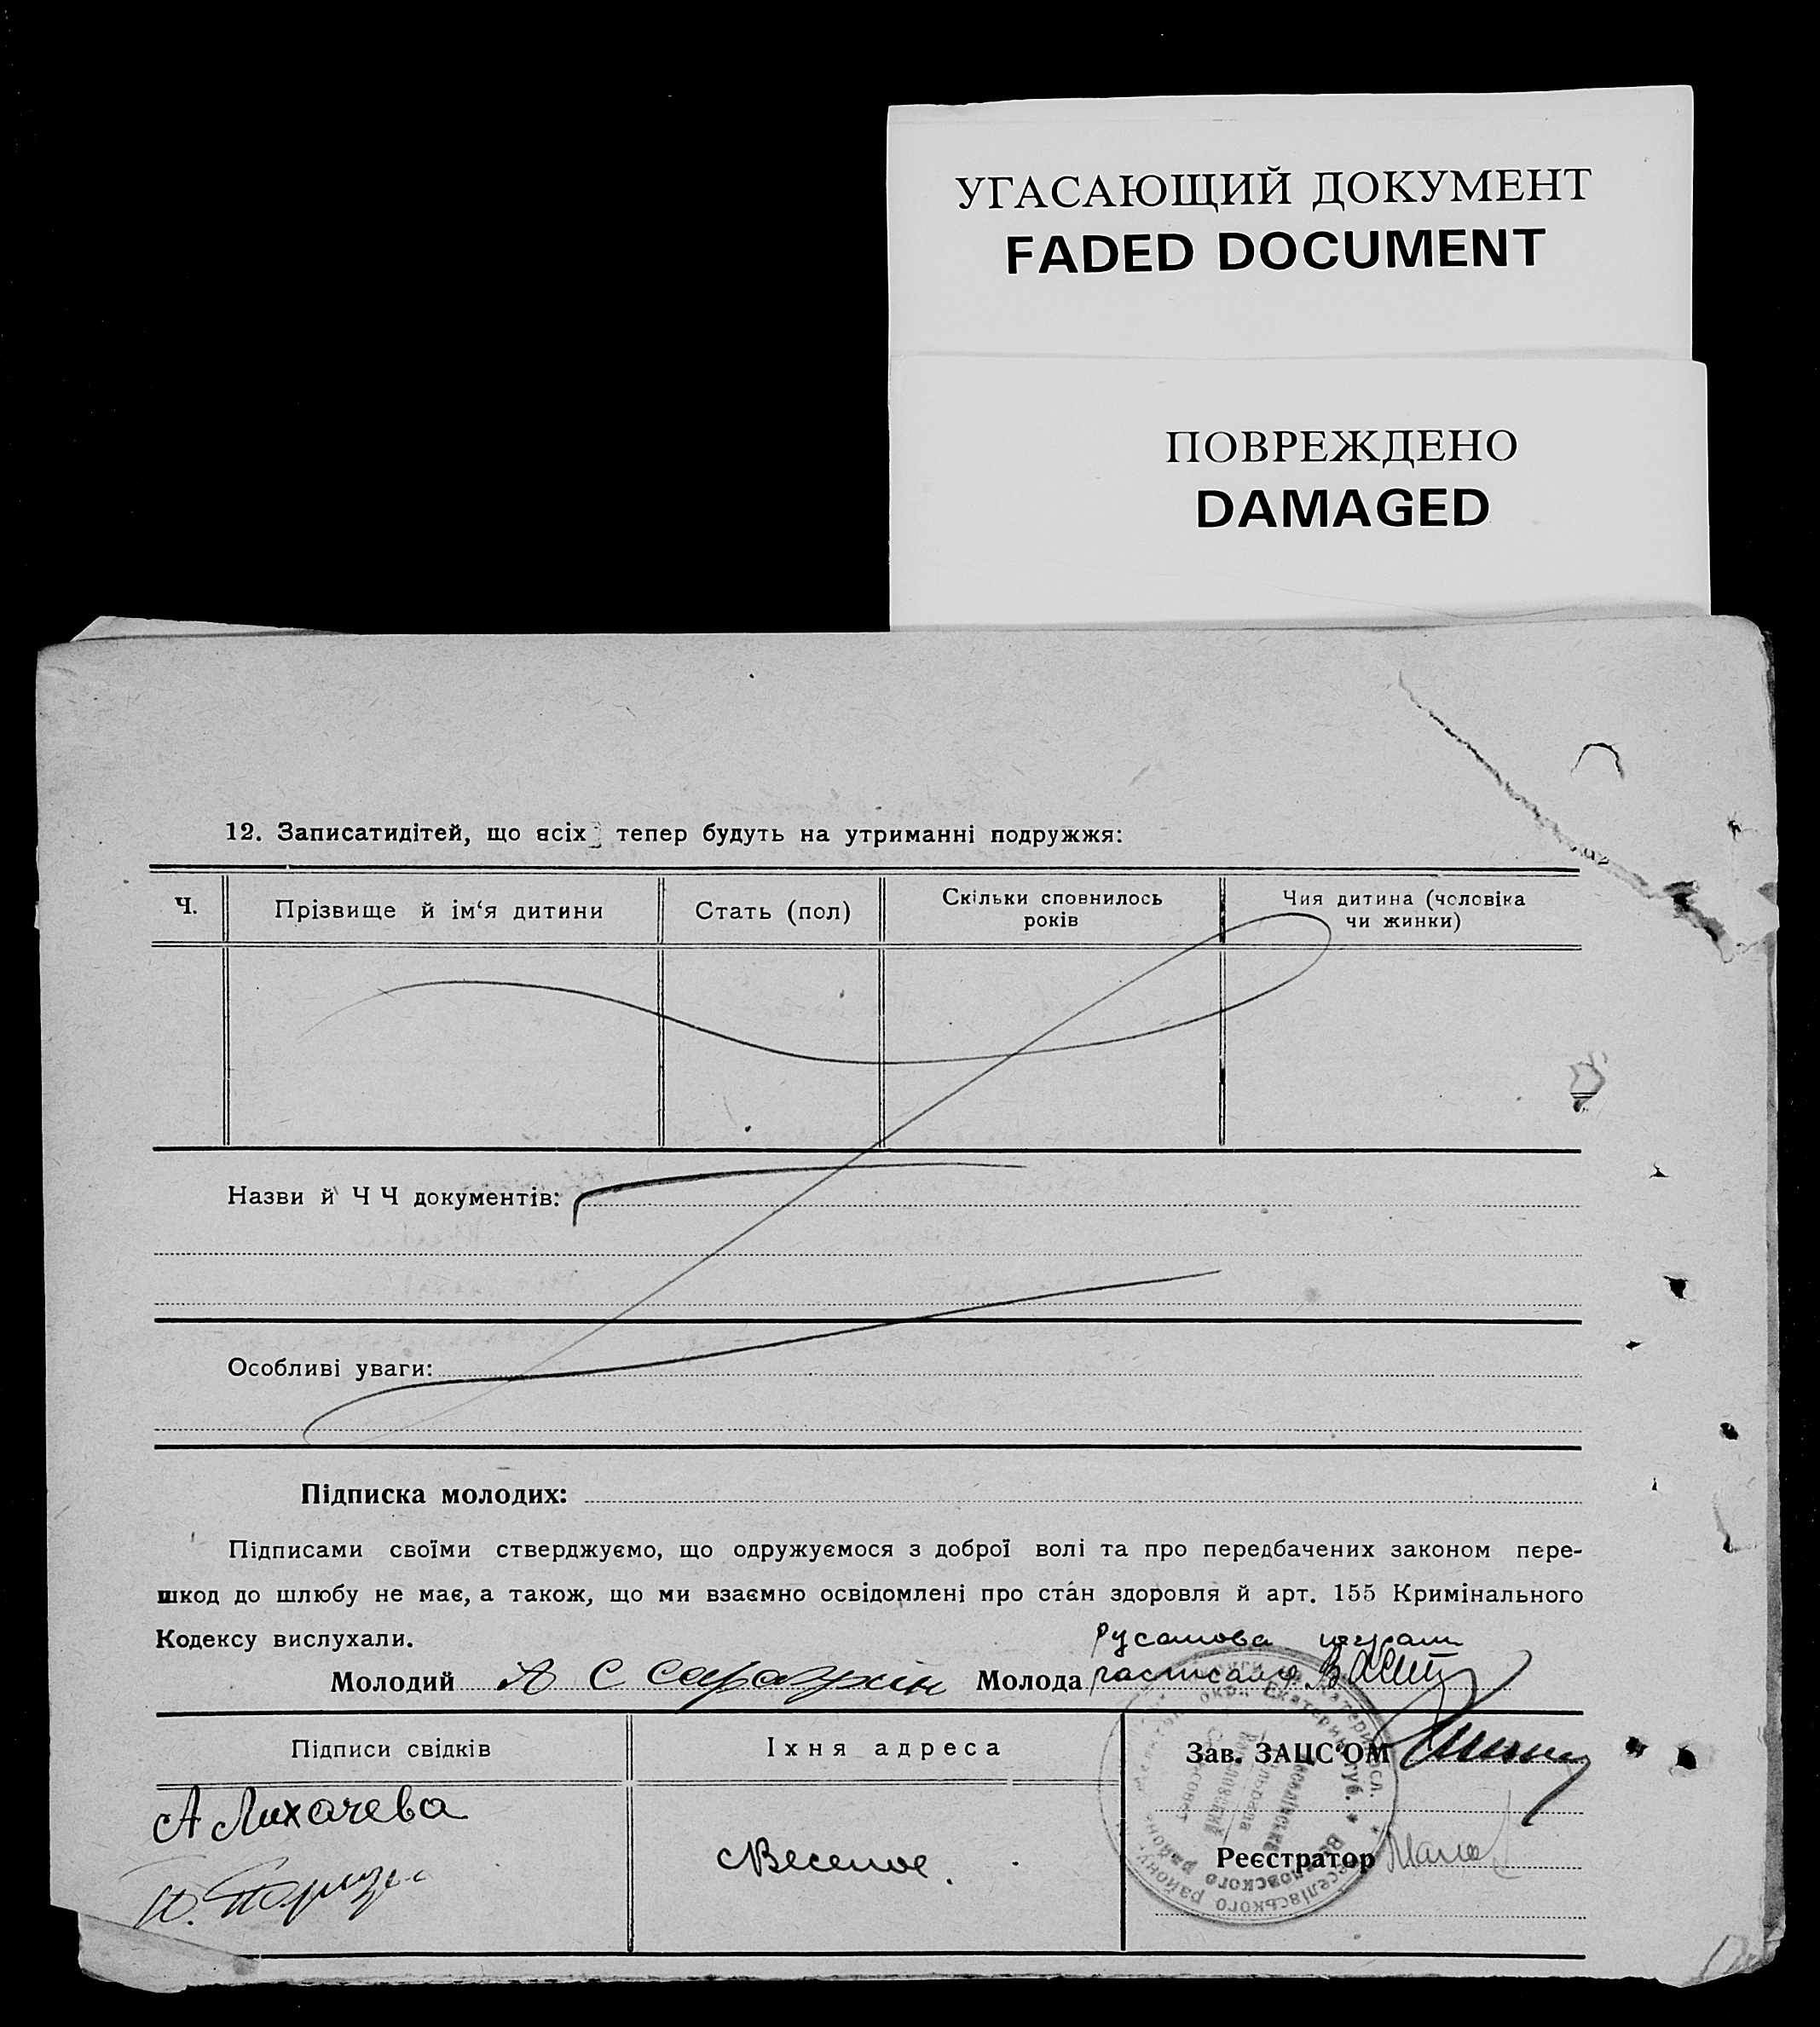 УГАСАЮЩИЙ ДОКУМЕНТ
FADED DOCUMENT
ПОВРЕЖДЕНО
DAMAGED
12. Записатидітей, що всіх тепер будуть на утриманні подружжя:
Ч.
Прізвище й ім‘я дитини
Стать (пол)
Скільки сповнилось
років
Чия дитина (чоловіка
чи жинки)
Назви й Ч Ч документів:
Особливі уваги:
Підписка молодих:
Підписами своїми стверджуємо, що одружуємося з доброї волі та про передбачених законом пере-
шкод до шлюбу не має, а також, що ми взаємно освідомлені про стан здоровля й арт. 155 Кримінального
Кодексу вислухали.
Русанова
Молодий А С Молода
Підписи свідків
Їхня адреса
А Лихачева
Веселое.
Зав. ЗАЦС‘ОМ
Реєстратор